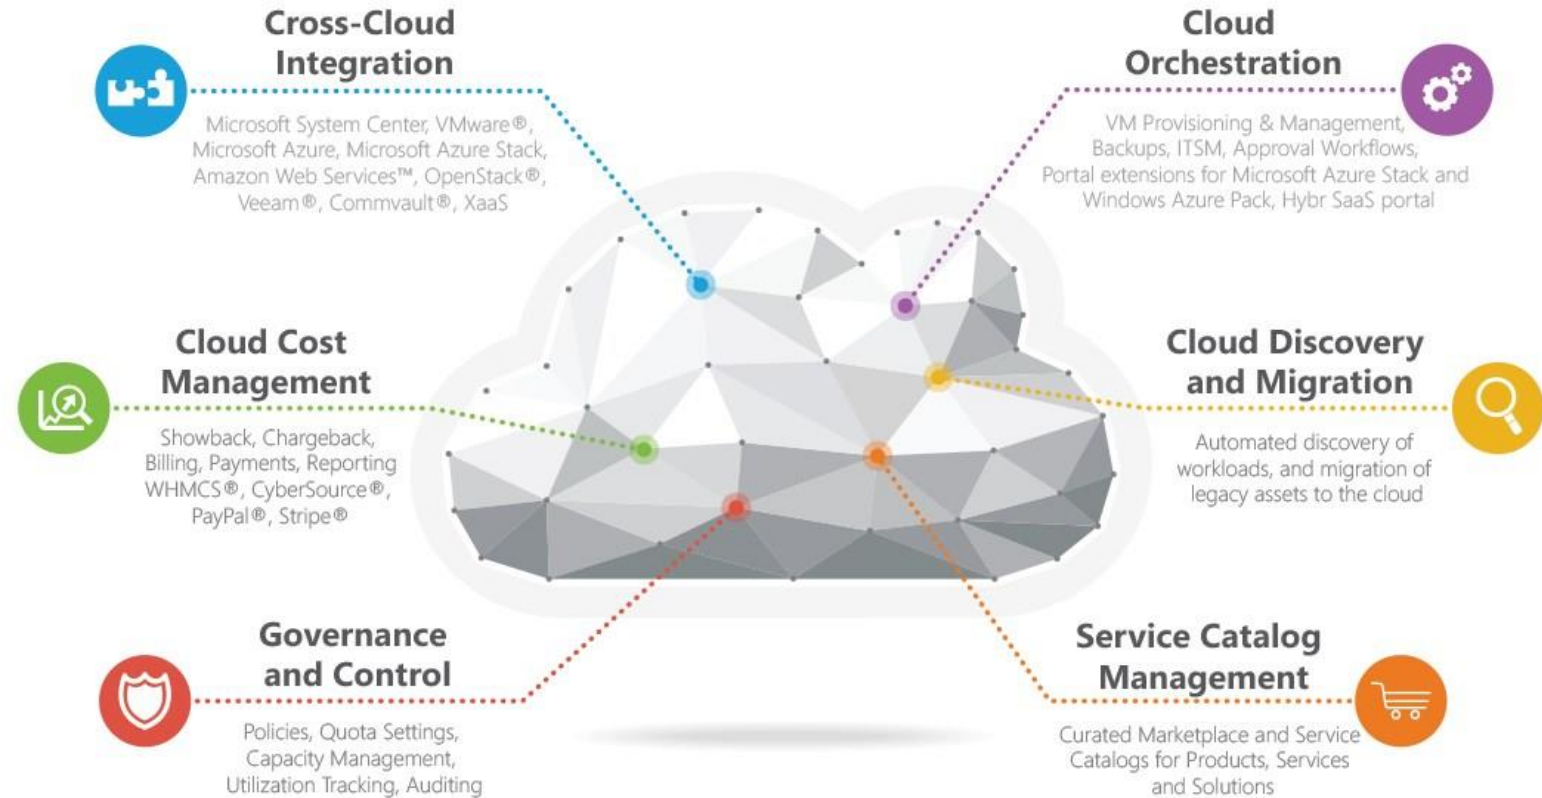 Cross-Cloud
Integration
Microsoft System Center, VMware®,
Microsoft Azure, Microsoft Azure Stack,
Amazon Web Services™, OpenStack®,
Veeam®, Commvault®, XaaS
Cloud
Orchestration
VM Provisioning & Management,
Backups, ITSM, Approval Workflows,
Portal extensions for Microsoft Azure Stack and
Windows Azure Pack, Hybr SaaS portal
Cloud Cost
Management
Showback, Chargeback,
Billing, Payments, Reporting
WHMCS®, CyberSource®,
PayPal®, Stripe®
Cloud Discovery
and Migration
Automated discovery of
workloads, and migration of
legacy assets to the cloud
Governance
and Control
Policies, Quota Settings,
Capacity Management,
Utilization Tracking, Auditing
Service Catalog
Management
Curated Marketplace and Service
Catalogs for Products, Services
and Solutions